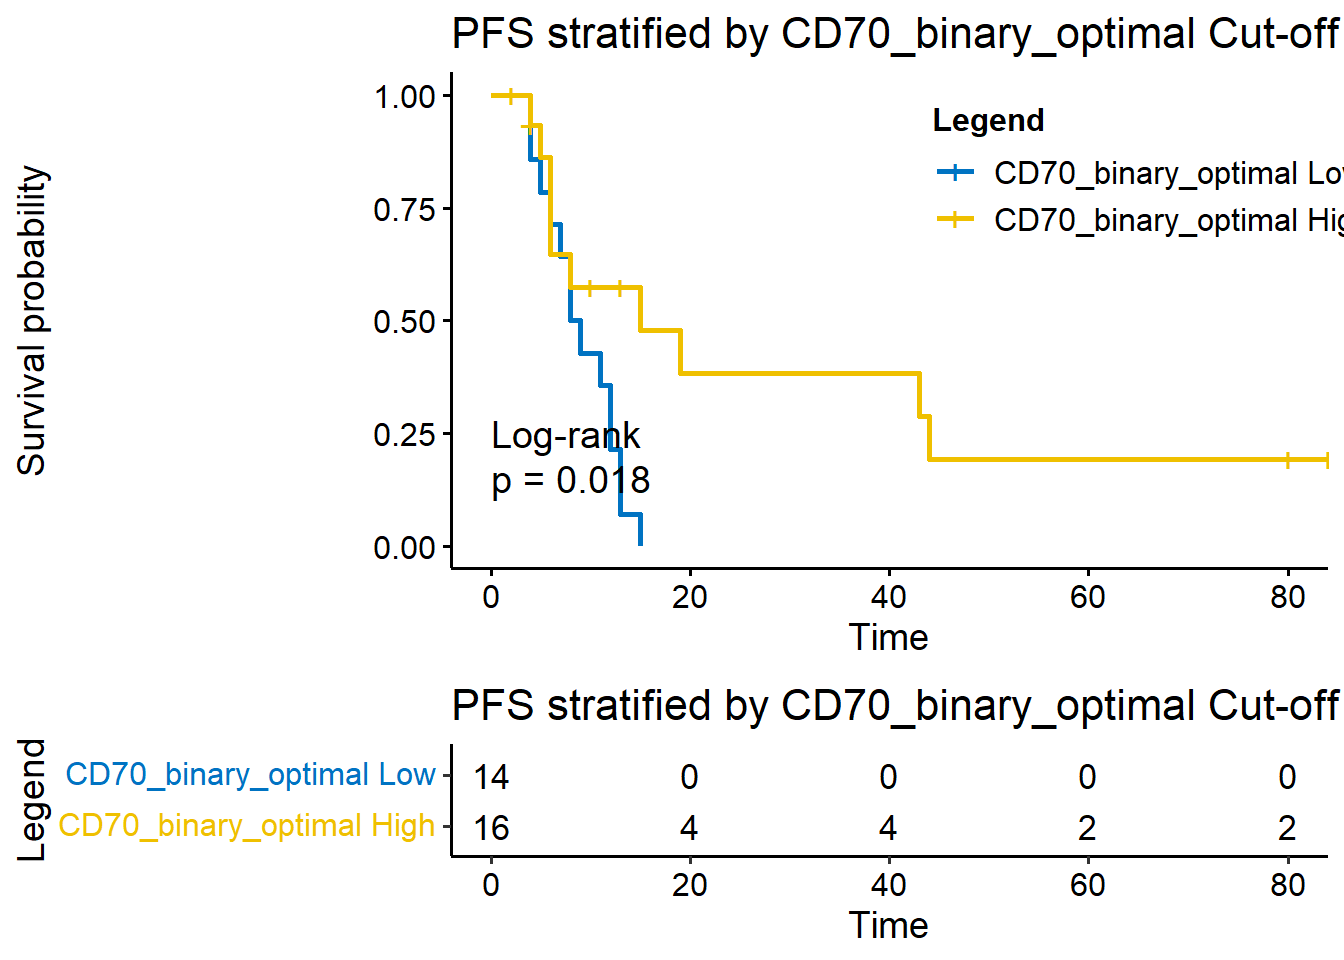 PFS stratified by CD70_binary_optimal Cut-off
Survival probability
1.00
0.75
0.50
0.25
0.00
Legend
CD70_binary_optimal Lov
CD70_binary_optimal Hig
Log-rank
p = 0.018
0 20 40 60 80
Time
PFS stratified by CD70_binary_optimal Cut-off
Legend
CD70_binary_optimal Low 14 0 0 0 0
CD70_binary_optimal High 16 4 4 2 2
0 20 40 60 80
Time